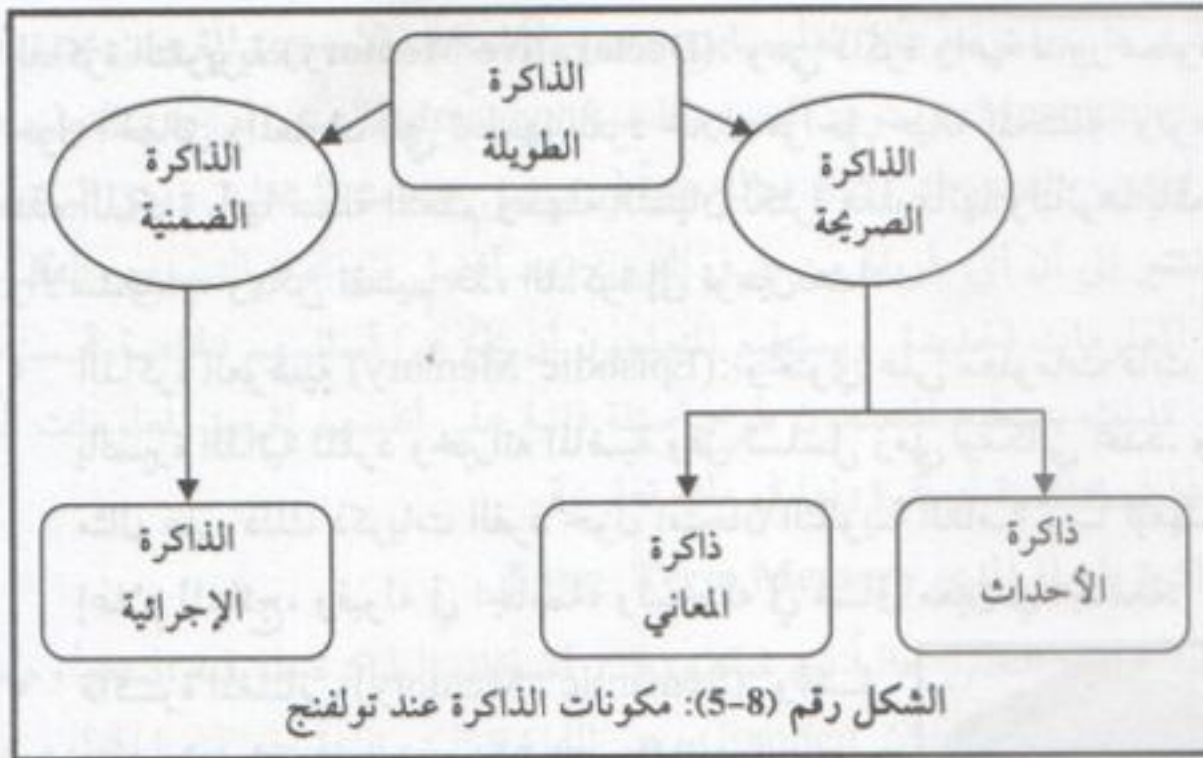 الذاكرة
الطويلة
الذاكرة
الصريحة
الذاكرة
الضمنية
ذاكرة
الأحداث
ذاكرة
المعاني
الذاكرة
الإجرائية
الشكل رقم (8-5): مكونات الذاكرة عند تولفنج